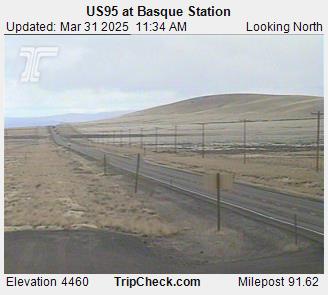 US95 at Basque Station
Updated: Mar 31 2025 11:34 AM Looking North
Elevation 4460 TripCheck.com Milepost 91.62